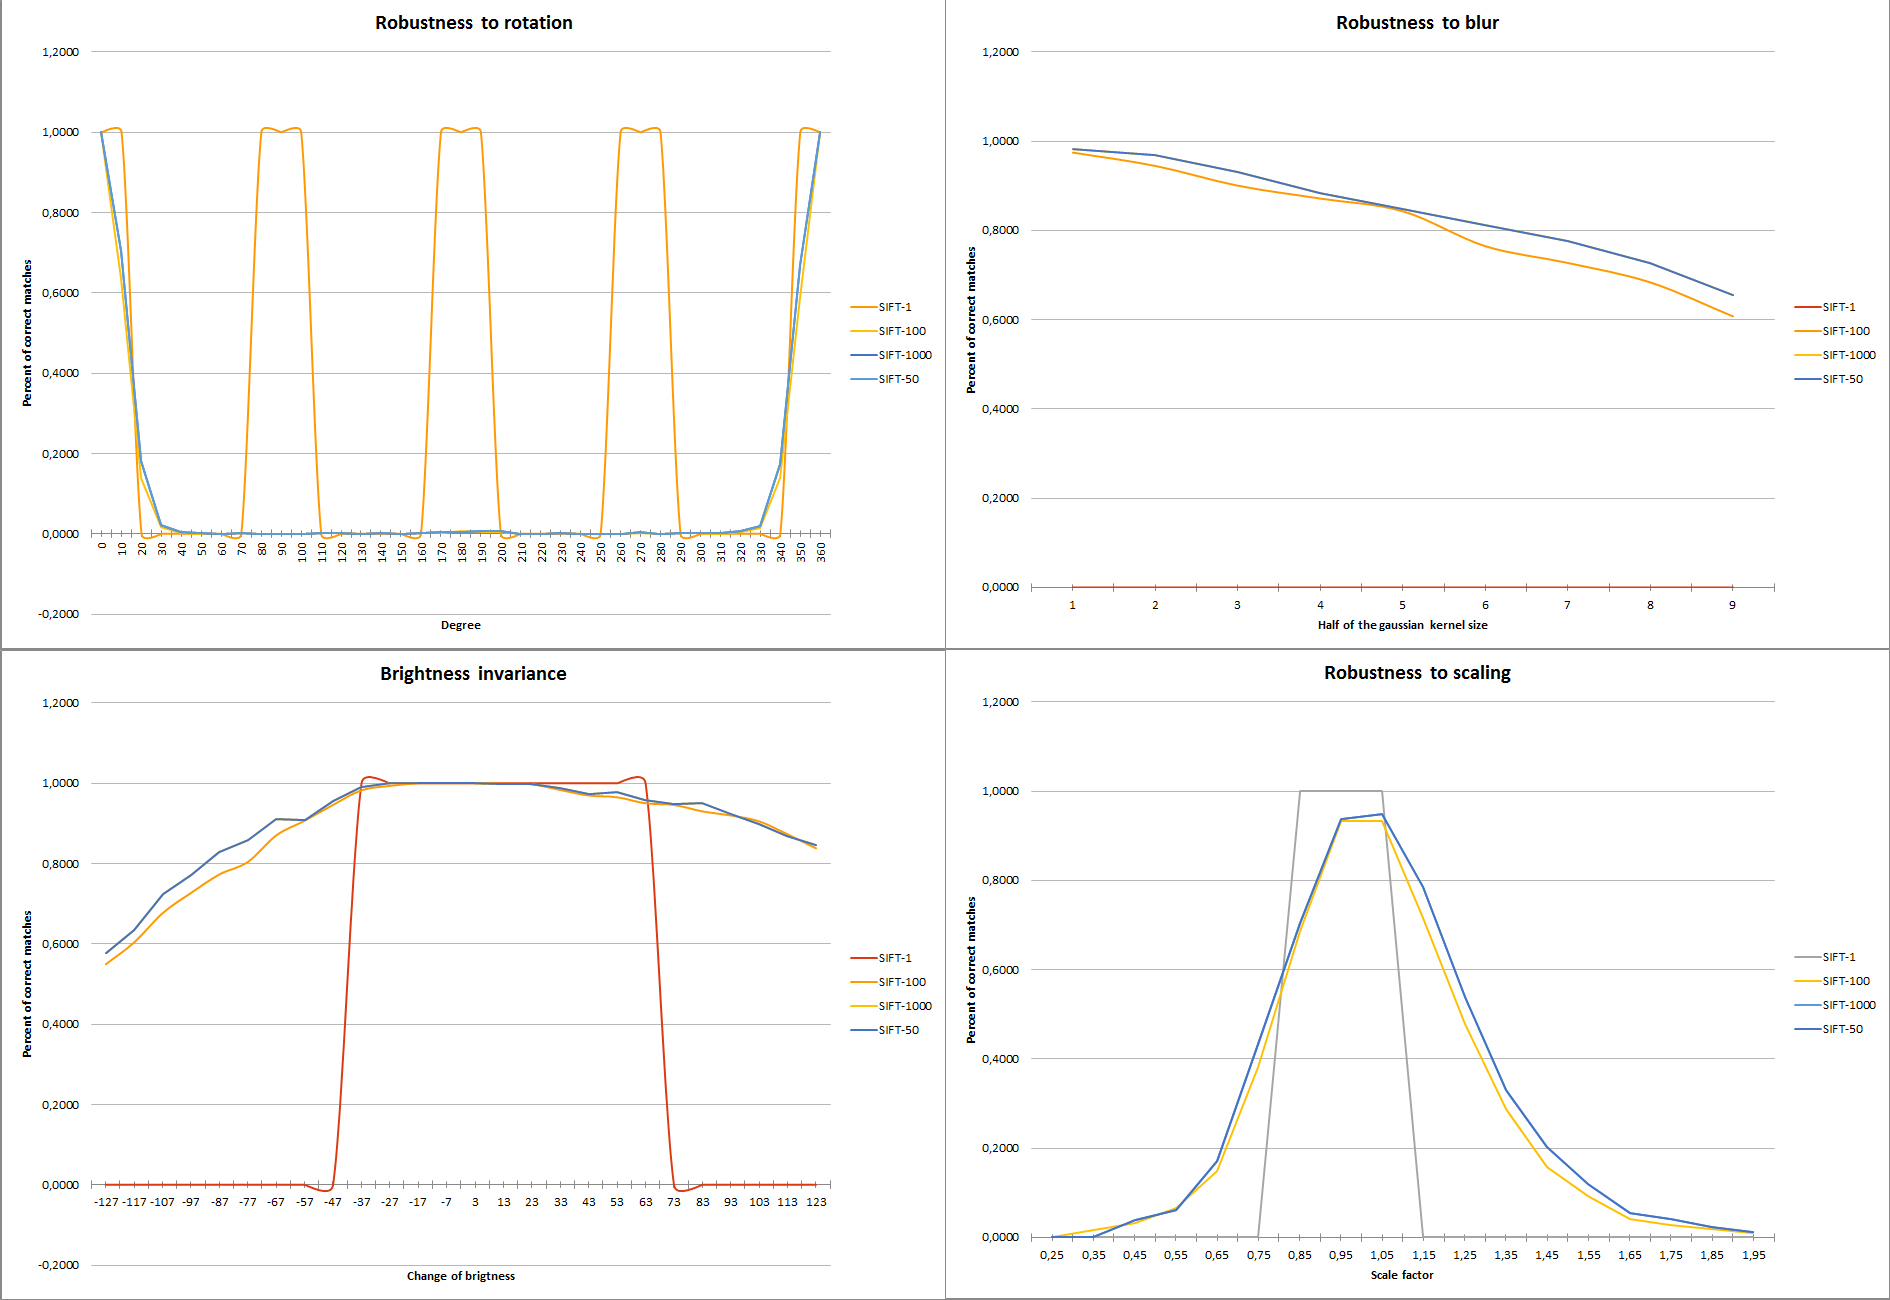 Robustness to rotation
1,2000
1,0000
0,8000
0,6000
0,4000
0,2000
0,0000
-0,2000
Percent of correct matches
0 10 20 30 40 50 60 70 80 90 100 110 120 130 140 150 160 170 180 190 200 210 220 230 240 250 260 270 280 290 300 310 320 330 340 350 360
Degree
SIFT-1
SIFT-100
SIFT-1000
SIFT-50
Robustness to blur
1,2000
1,0000
0,8000
0,6000
0,4000
0,2000
0,0000
Percent of correct matches
1 2 3 4 5 6 7 8 9
Half of the gaussian kernel size
SIFT-1
SIFT-100
SIFT-1000
SIFT-50
Brightness invariance
1,2000
1,0000
0,8000
0,6000
0,4000
0,2000
0,0000
-0,2000
Percent of correct matches
-127 -117 -107 -97 -87 -77 -67 -57 -47 -37 -27 -17 -7 3 13 23 33 43 53 63 73 83 93 103 113 123
Change of brigtness
SIFT-1
SIFT-100
SIFT-1000
SIFT-50
Robustness to scaling
1,2000
1,0000
0,8000
0,6000
0,4000
0,2000
0,0000
Percent of correct matches
0,25 0,35 0,45 0,55 0,65 0,75 0,85 0,95 1,05 1,15 1,25 1,35 1,45 1,55 1,65 1,75 1,85 1,95
Scale factor
SIFT-1
SIFT-100
SIFT-1000
SIFT-50